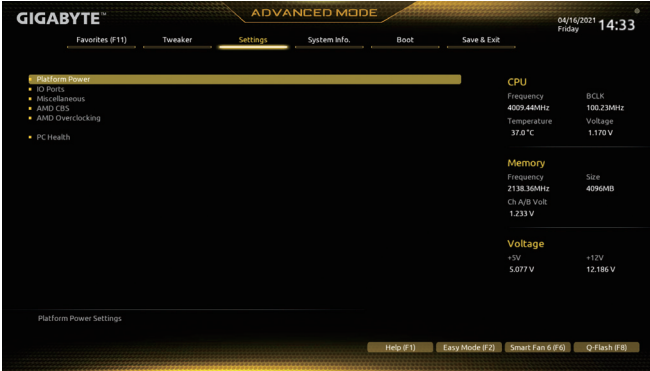 GIGABYTE™
ADVANCED MODE
04/16/2021 Friday 14:33
Favorites (F11) Tweaker Settings System Info. Boot Save & Exit
Platform Power
IO Ports
Miscellaneous
AMD CBS
AMD Overclocking
PC Health
CPU
Frequency BCLK
4009.44MHz 100.23MHz
Temperature Voltage
37.0 °C 1.170 V
Memory
Frequency Size
2138.36MHz 4096MB
Ch A/B Volt
1.233 V
Voltage
+5V +12V
5.077 V 12.186 V
Platform Power Settings
Help (F1) Easy Mode (F2) Smart Fan 6 (F6) Q-Flash (F8)